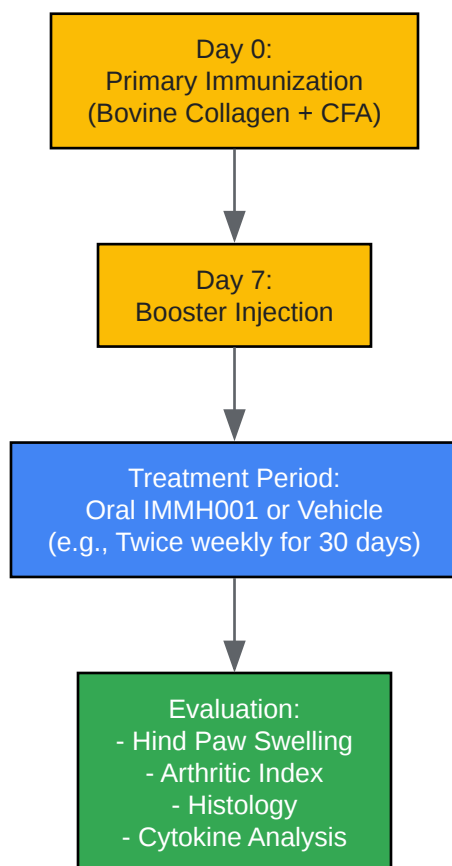 Day 0:
Primary Immunization
(Bovine Collagen + CFA)
Day 7:
Booster Injection
Treatment Period:
Oral IMMH001 or Vehicle
(e.g., Twice weekly for 30 days)
Evaluation:
- Hind Paw Swelling
- Arthritic Index
- Histology
- Cytokine Analysis